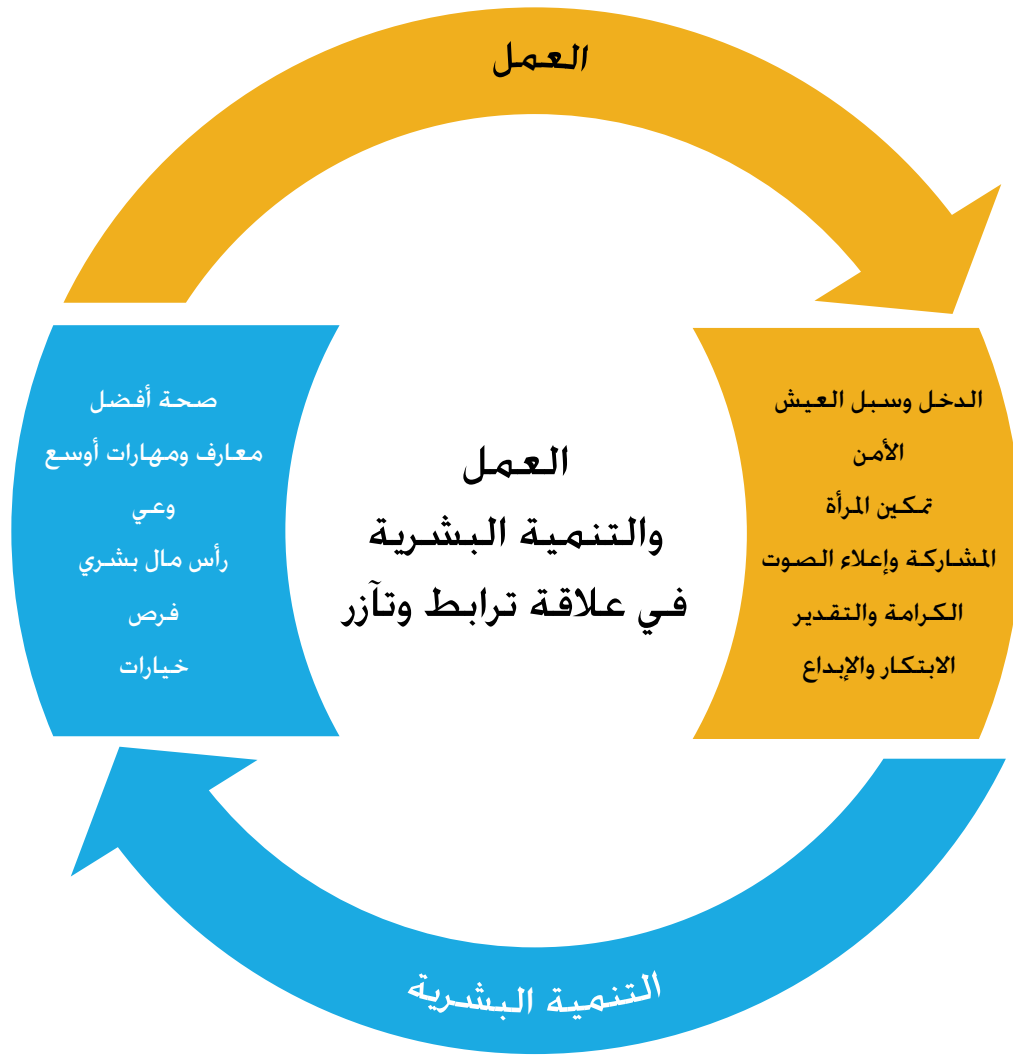 العمل
الدخل وسبل العيش
الأمن
تمكين المرأة
المشاركة وإعلاء الصوت
الكرامة والتقدير
الابتكار والإبداع
العمل
والتنمية البشرية
في علاقة ترابط وتآزر
صحة أفضل
معارف ومهارات أوسع
وعي
رأس مال بشري
فرص
خيارات
التنمية البشرية